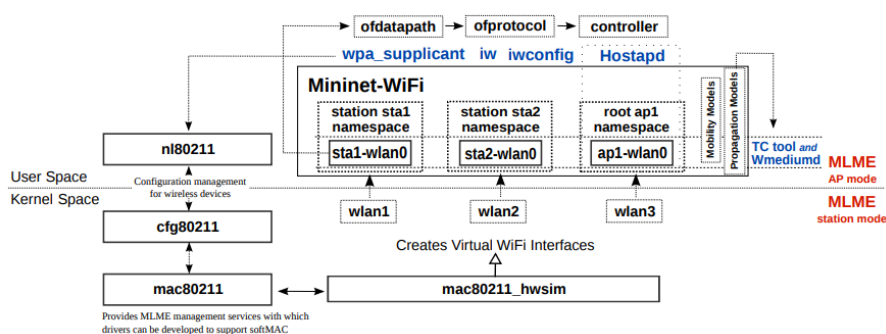 ofdatapath
ofprotocol
controller
wpa_supplicant
iw
iwconfig
Hostapd
Mininet-WiFi
station sta1
namespace
station sta2
namespace
root ap1
namespace
sta1-wlan0
sta2-wlan0
ap1-wlan0
Mobility Models
Propagation Models
TC tool and
Wmediumd
MLME
AP mode
nl80211
User Space
Configuration management
for wireless devices
Kernel Space
wlan1
wlan2
wlan3
MLME
station mode
cfg80211
Creates Virtual WiFi Interfaces
mac80211
mac80211_hwsim
Provides MLME management services with which
drivers can be developed to support softMAC